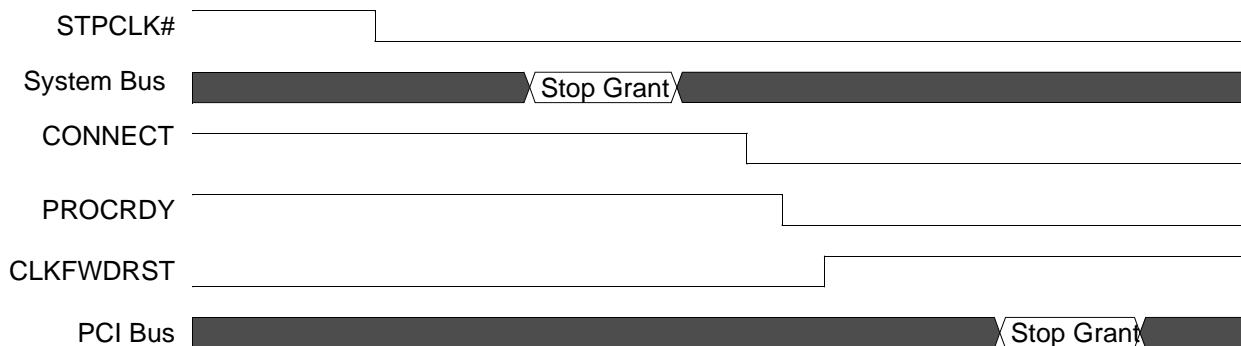 STPCLK#
System Bus Stop Grant
CONNECT
PROCRDY
CLKFWDRST
PCI Bus Stop Grant